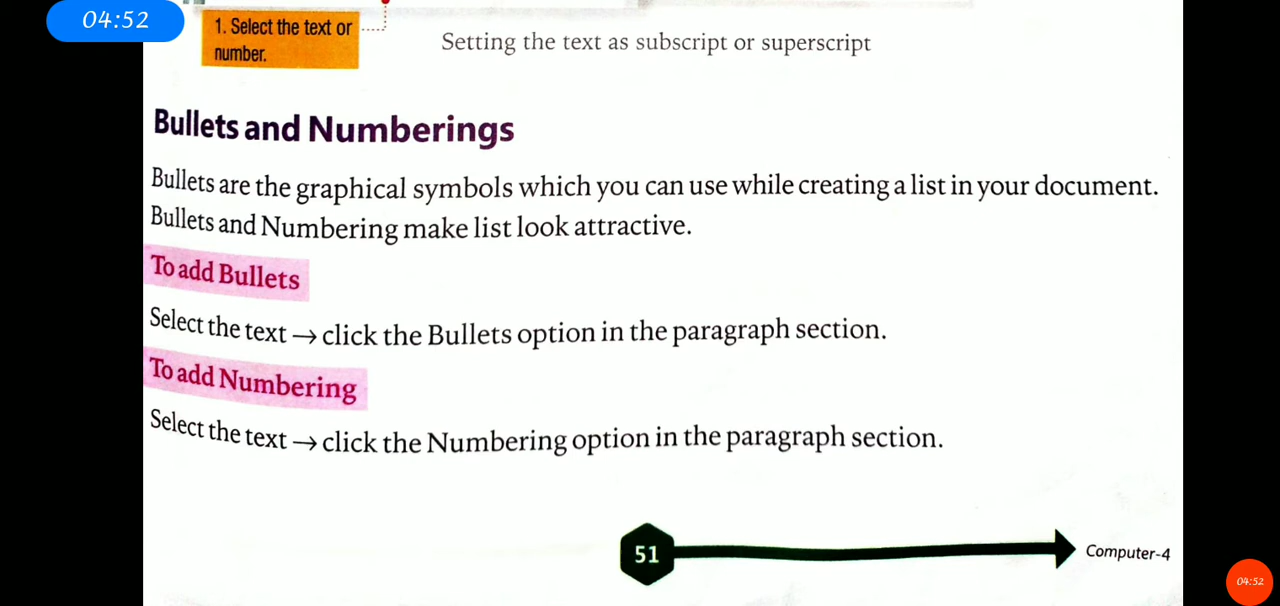 04:52
1. Select the text or
number.
Setting the text as subscript or superscript
Bullets and Numberings
Bullets are the graphical symbols which you can use while creating a list in your document.
Bullets and Numbering make list look attractive.
To add Bullets
Select the text → click the Bullets option in the paragraph section.
To add Numbering
Select the text → click the Numbering option in the paragraph section.
51
Computer-4
04:52